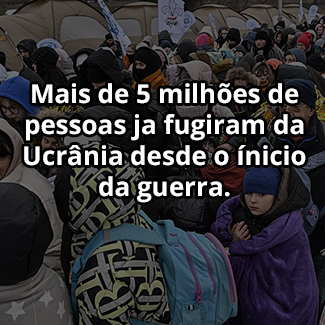 Mais de 5 milhões de
pessoas ja fugiram da
Ucrânia desde o ínicio
da guerra.